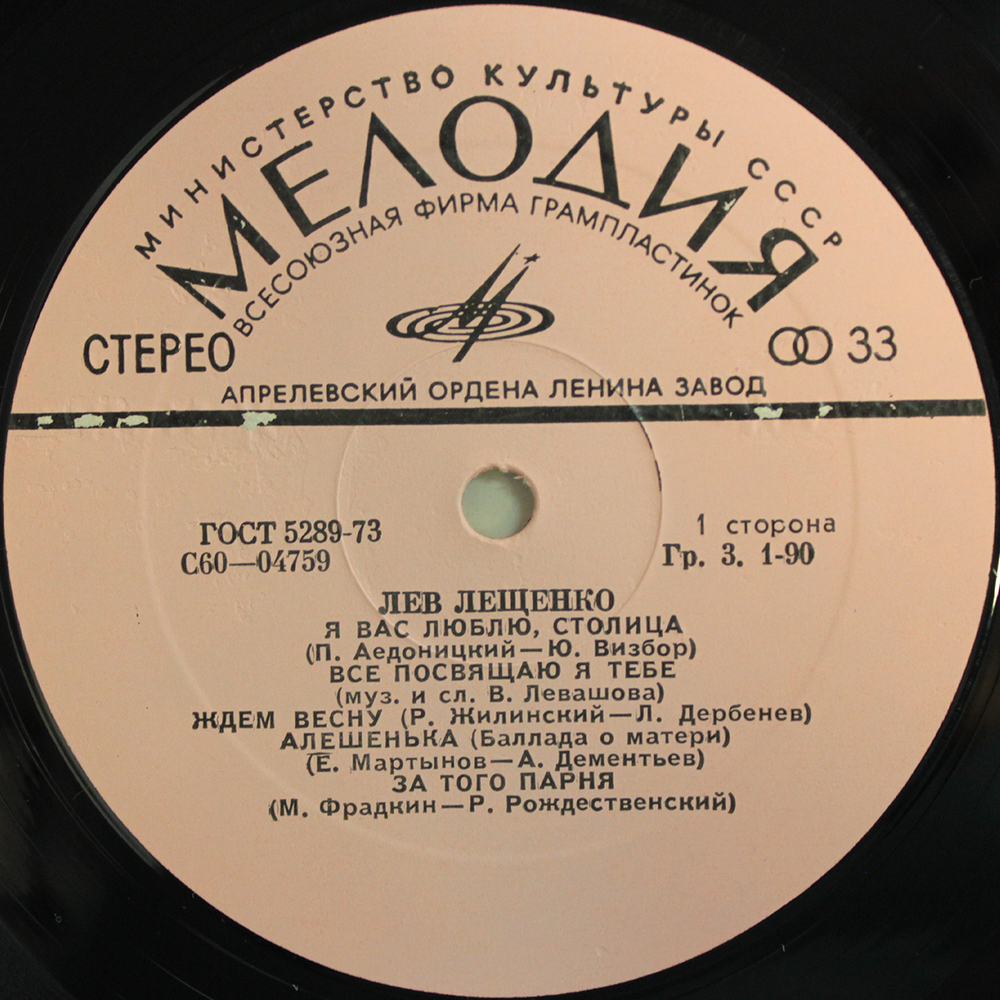 МИНИСТЕРСТВО КУЛЬТУРЫ СССР
МЕЛОДИЯ
ВСЕСОЮЗНАЯ ФИРМА ГРАМПЛАСТИНОК
СТЕРЕО
33
АПРЕЛЕВСКИЙ ОРДЕНА ЛЕНИНА ЗАВОД
ГОСТ 5289-73
1 сторона
С60—04759
Гр. 3. 1-90
ЛЕВ ЛЕЩЕНКО
Я ВАС ЛЮБЛЮ, СТОЛИЦА
(П. Аедоницкий—Ю. Визбор)
ВСЕ ПОСВЯЩАЮ Я ТЕБЕ
(муз. и сл. В. Левашова)
ЖДЕМ ВЕСНУ (Р. Жилинский—Л. Дербенев)
АЛЕШЕНЬКА (Баллада о матери)
(Е. Мартынов—А. Дементьев)
ЗА ТОГО ПАРНЯ
(М. Фрадкин—Р. Рождественский)